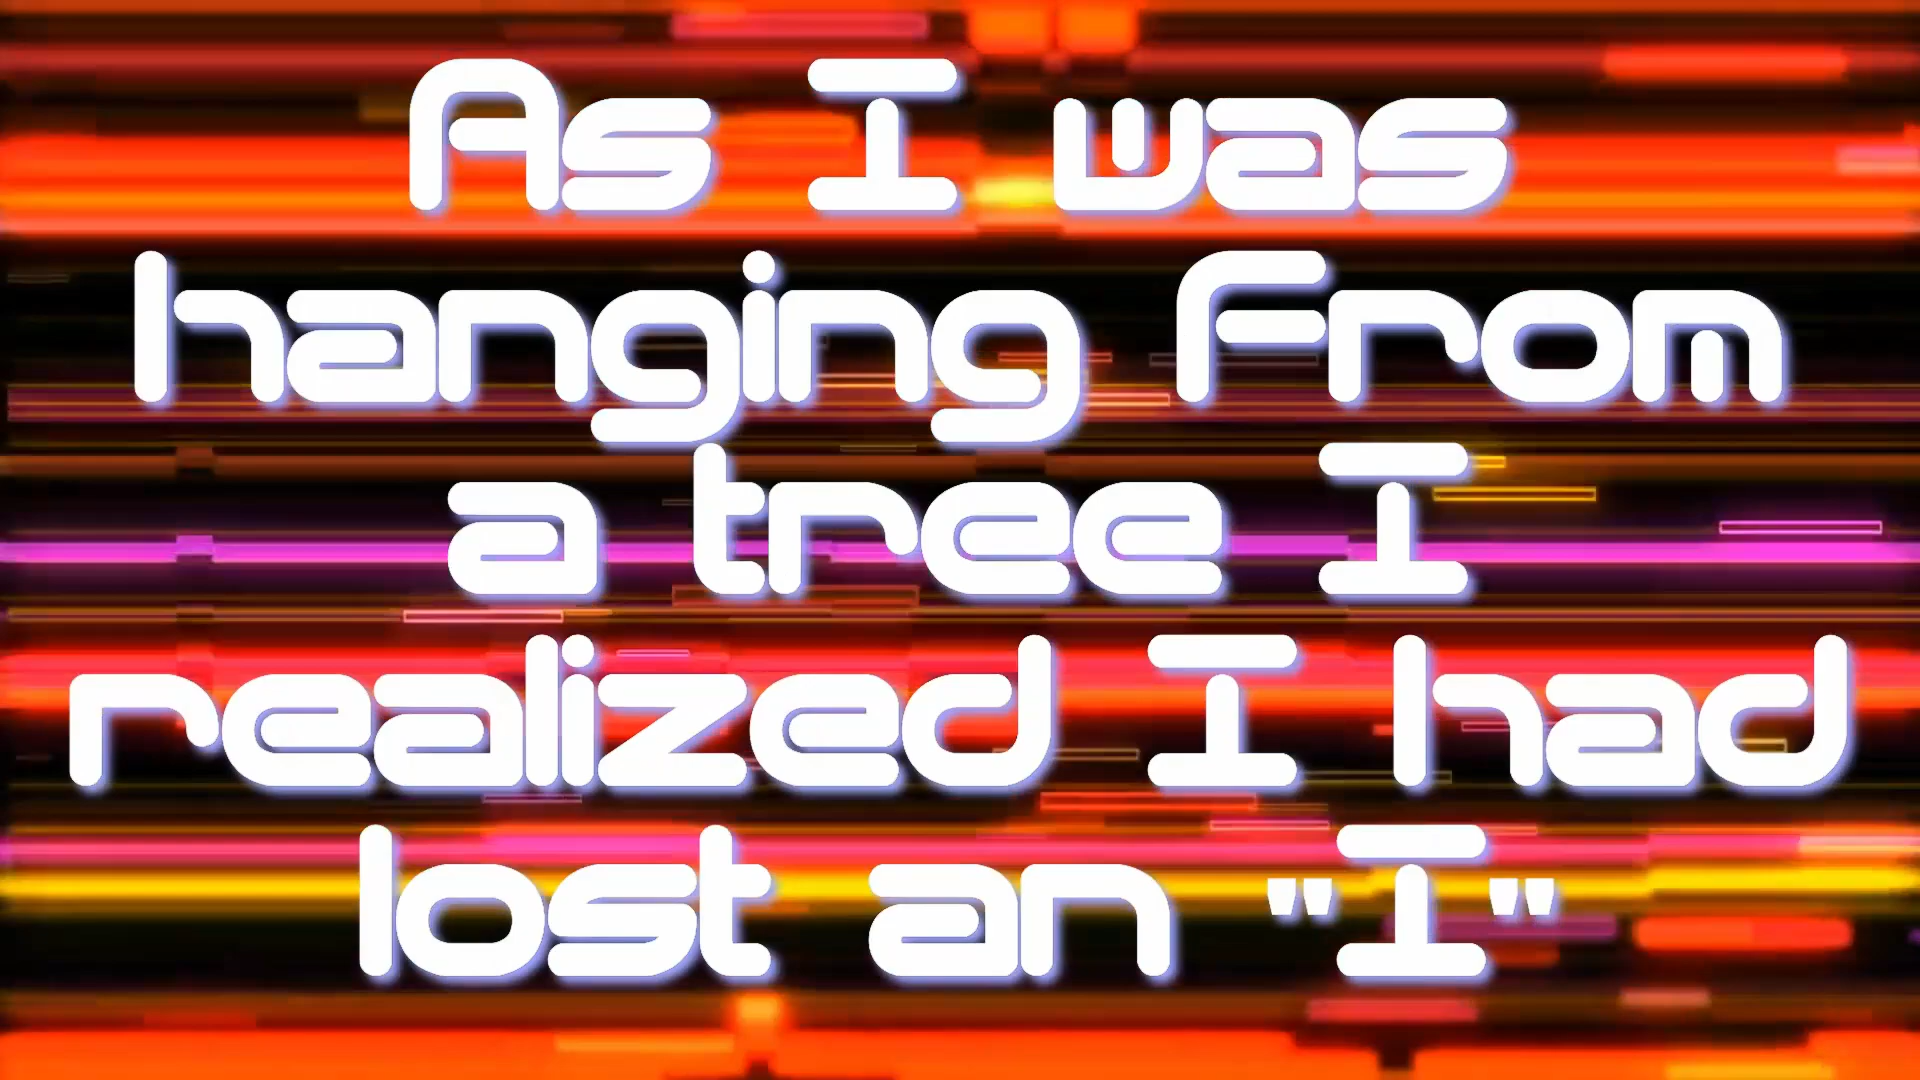 As I was
hanging from
a tree I
realized I had
lost an "I"